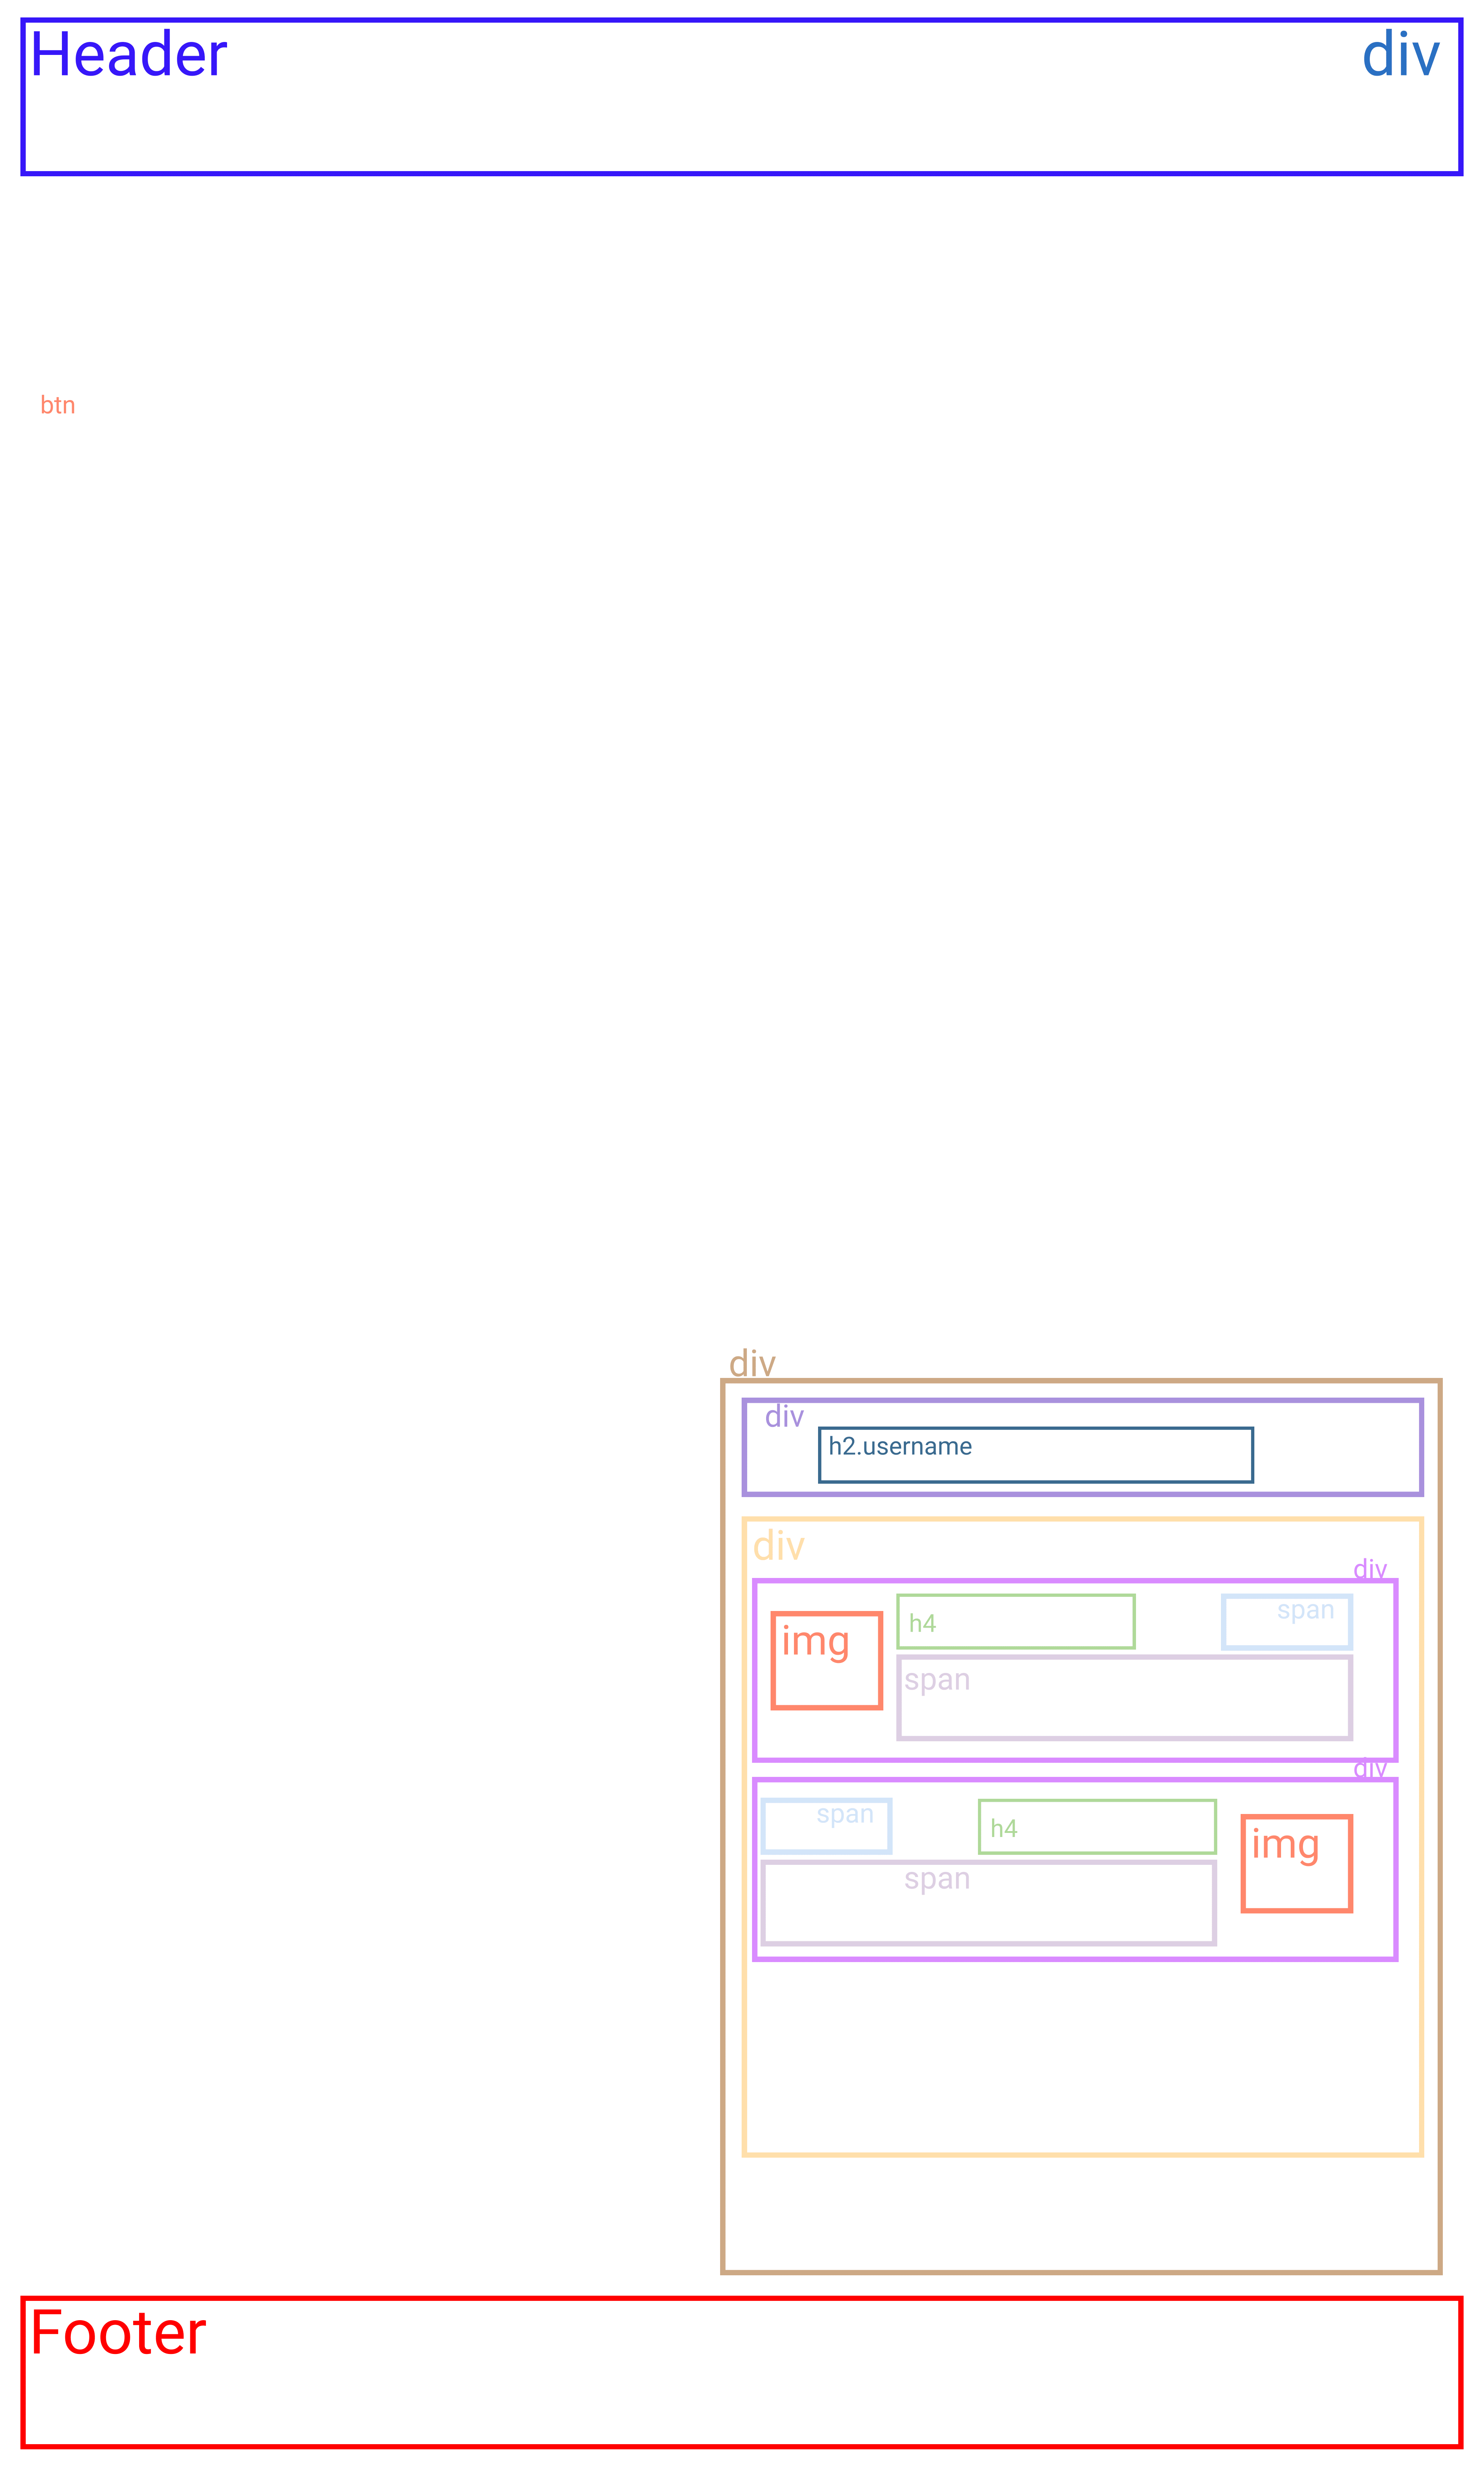 Header
div
btn
div
div
h2.username
div
div
img
h4
span
span
div
span
h4
img
span
Footer